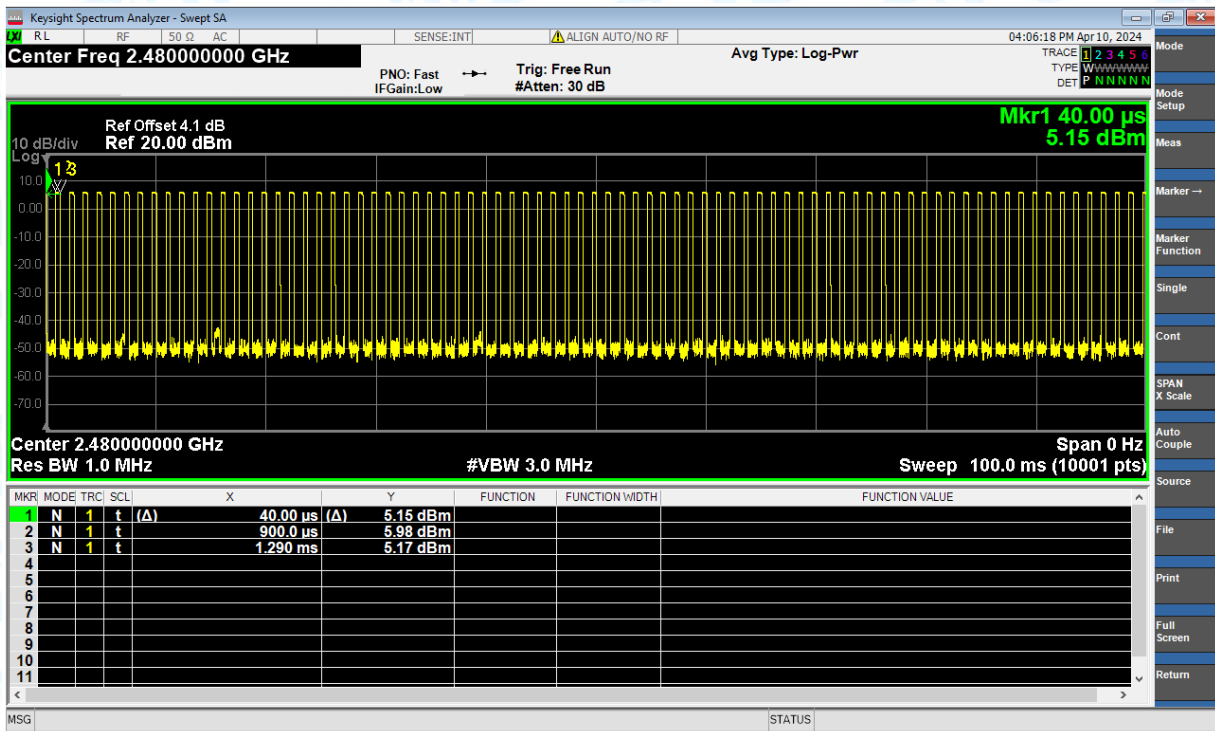 Keysight Spectrum Analyzer - Swept SA
LXI RL RF 50 Ω AC SENSE:INT ALIGN AUTO/NO RF 04:06:18 PM Apr 10, 2024
Center Freq 2.480000000 GHz
PNO: Fast
IFGain:Low
Trig: Free Run
#Atten: 30 dB
Avg Type: Log-Pwr
TRACE 1 2 3 4 5 6
TYPE WWWWWW
DET P N N N N N
Mkr1 40.00 µs
5.15 dBm
Ref Offset 4.1 dB
10 dB/div Ref 20.00 dBm
Log
1 2 3
10.0
0.00
-10.0
-20.0
-30.0
-40.0
-50.0
-60.0
-70.0
Center 2.480000000 GHz Span 0 Hz
Res BW 1.0 MHz #VBW 3.0 MHz Sweep 100.0 ms (10001 pts)
MKR MODE TRC SCL X Y FUNCTION FUNCTION WIDTH FUNCTION VALUE
1 N 1 t (Δ) 40.00 µs (Δ) 5.15 dBm
2 N 1 t 900.0 µs 5.98 dBm
3 N 1 t 1.290 ms 5.17 dBm
4
5
6
7
8
9
10
11
MSG STATUS
Mode
Mode
Setup
Meas
Marker →
Marker
Function
Single
Cont
SPAN
X Scale
Auto
Couple
Source
File
Print
Full
Screen
Return